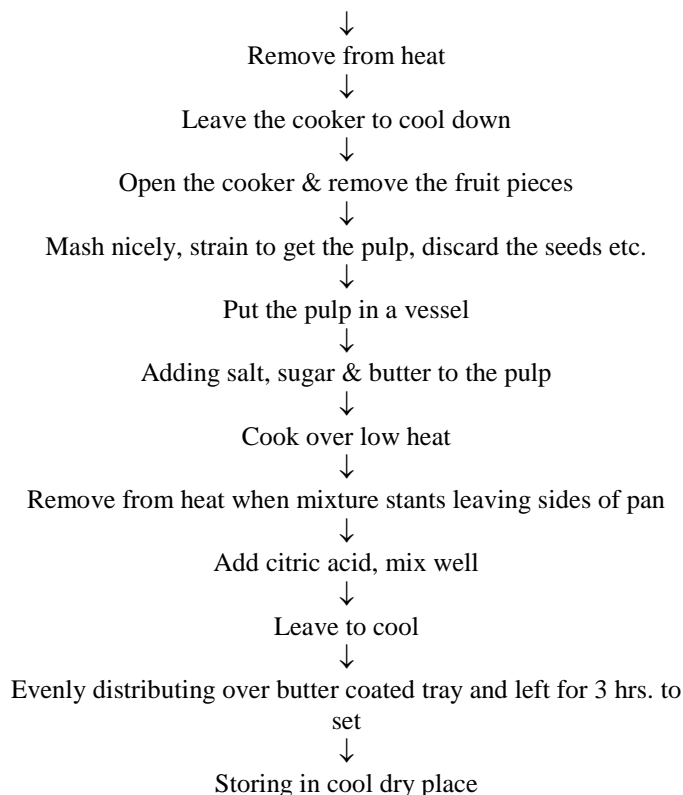 ↓
Remove from heat
↓
Leave the cooker to cool down
↓
Open the cooker & remove the fruit pieces
↓
Mash nicely, strain to get the pulp, discard the seeds etc.
↓
Put the pulp in a vessel
↓
Adding salt, sugar & butter to the pulp
↓
Cook over low heat
↓
Remove from heat when mixture stants leaving sides of pan
↓
Add citric acid, mix well
↓
Leave to cool
↓
Evenly distributing over butter coated tray and left for 3 hrs. to
set
↓
Storing in cool dry place